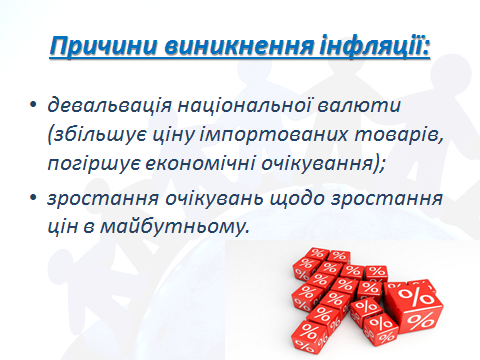 Причини виникнення інфляції:
• девальвація національної валюти
(збільшує ціну імпортованих товарів,
погіршує економічні очікування);
• зростання очікувань щодо зростання
цін в майбутньому.
%